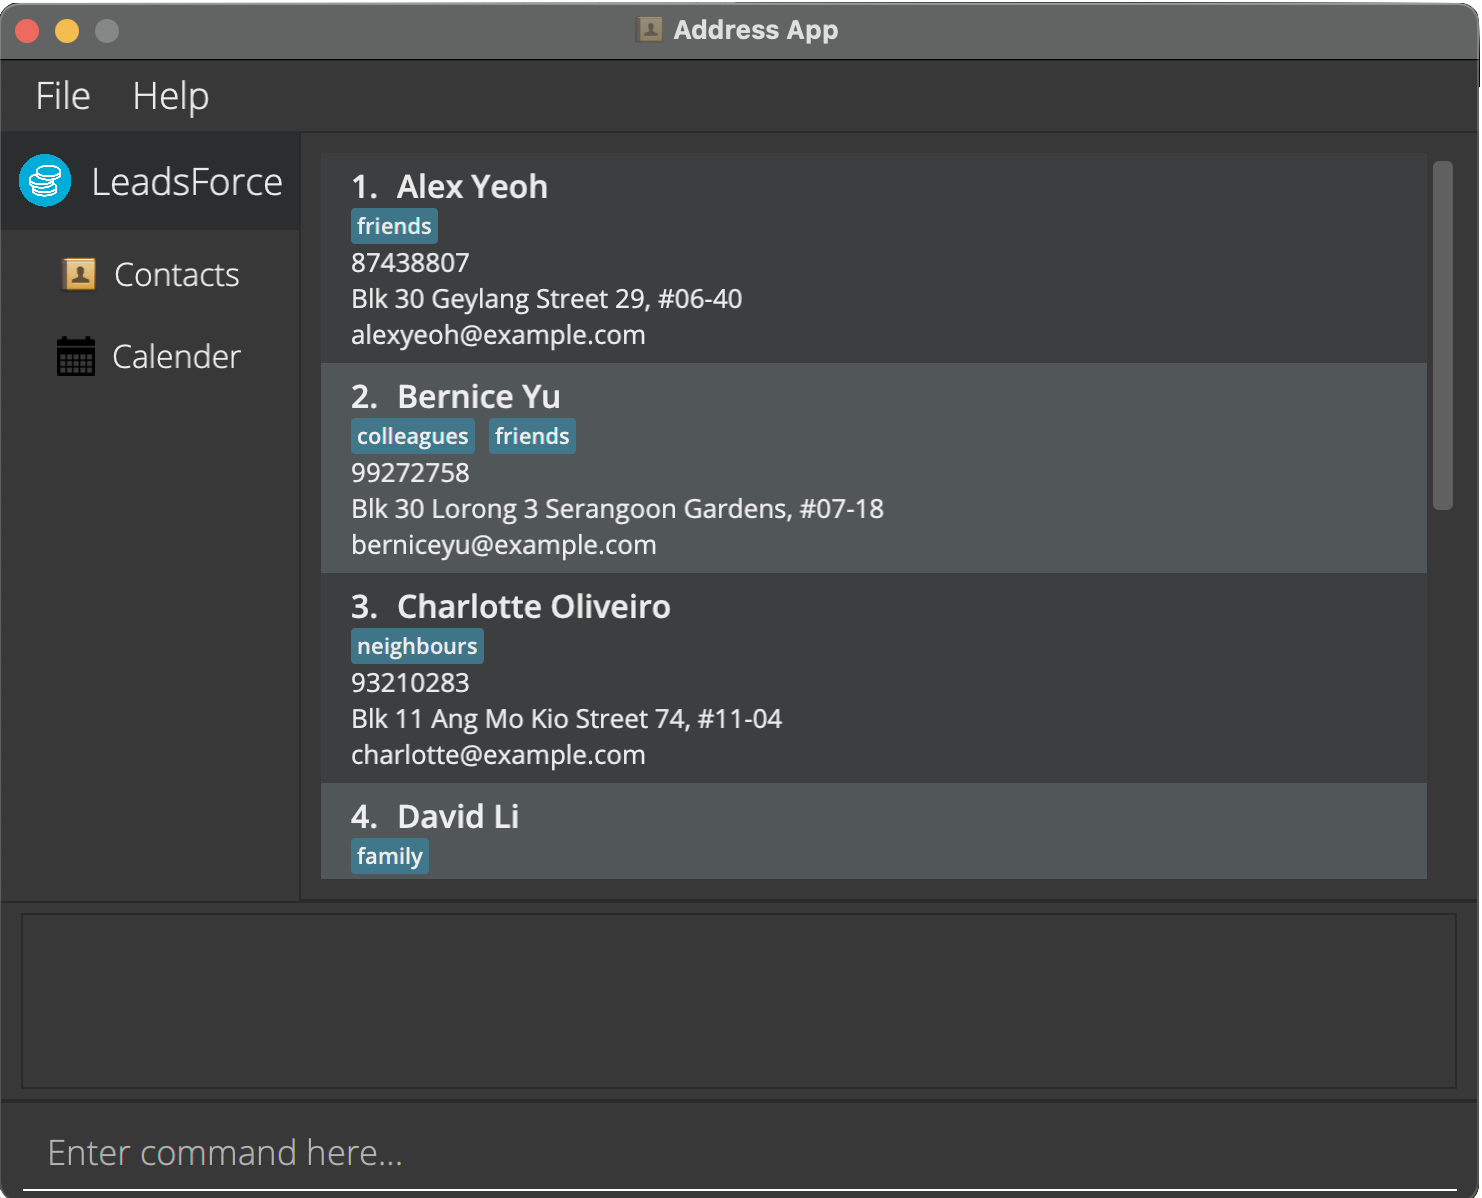 Address App
File Help
LeadsForce
Contacts
Calender
1. Alex Yeoh
friends
87438807
Blk 30 Geylang Street 29, #06-40
alexyeoh@example.com
2. Bernice Yu
colleagues friends
99272758
Blk 30 Lorong 3 Serangoon Gardens, #07-18
berniceyu@example.com
3. Charlotte Oliveiro
neighbours
93210283
Blk 11 Ang Mo Kio Street 74, #11-04
charlotte@example.com
4. David Li
family
Enter command here...